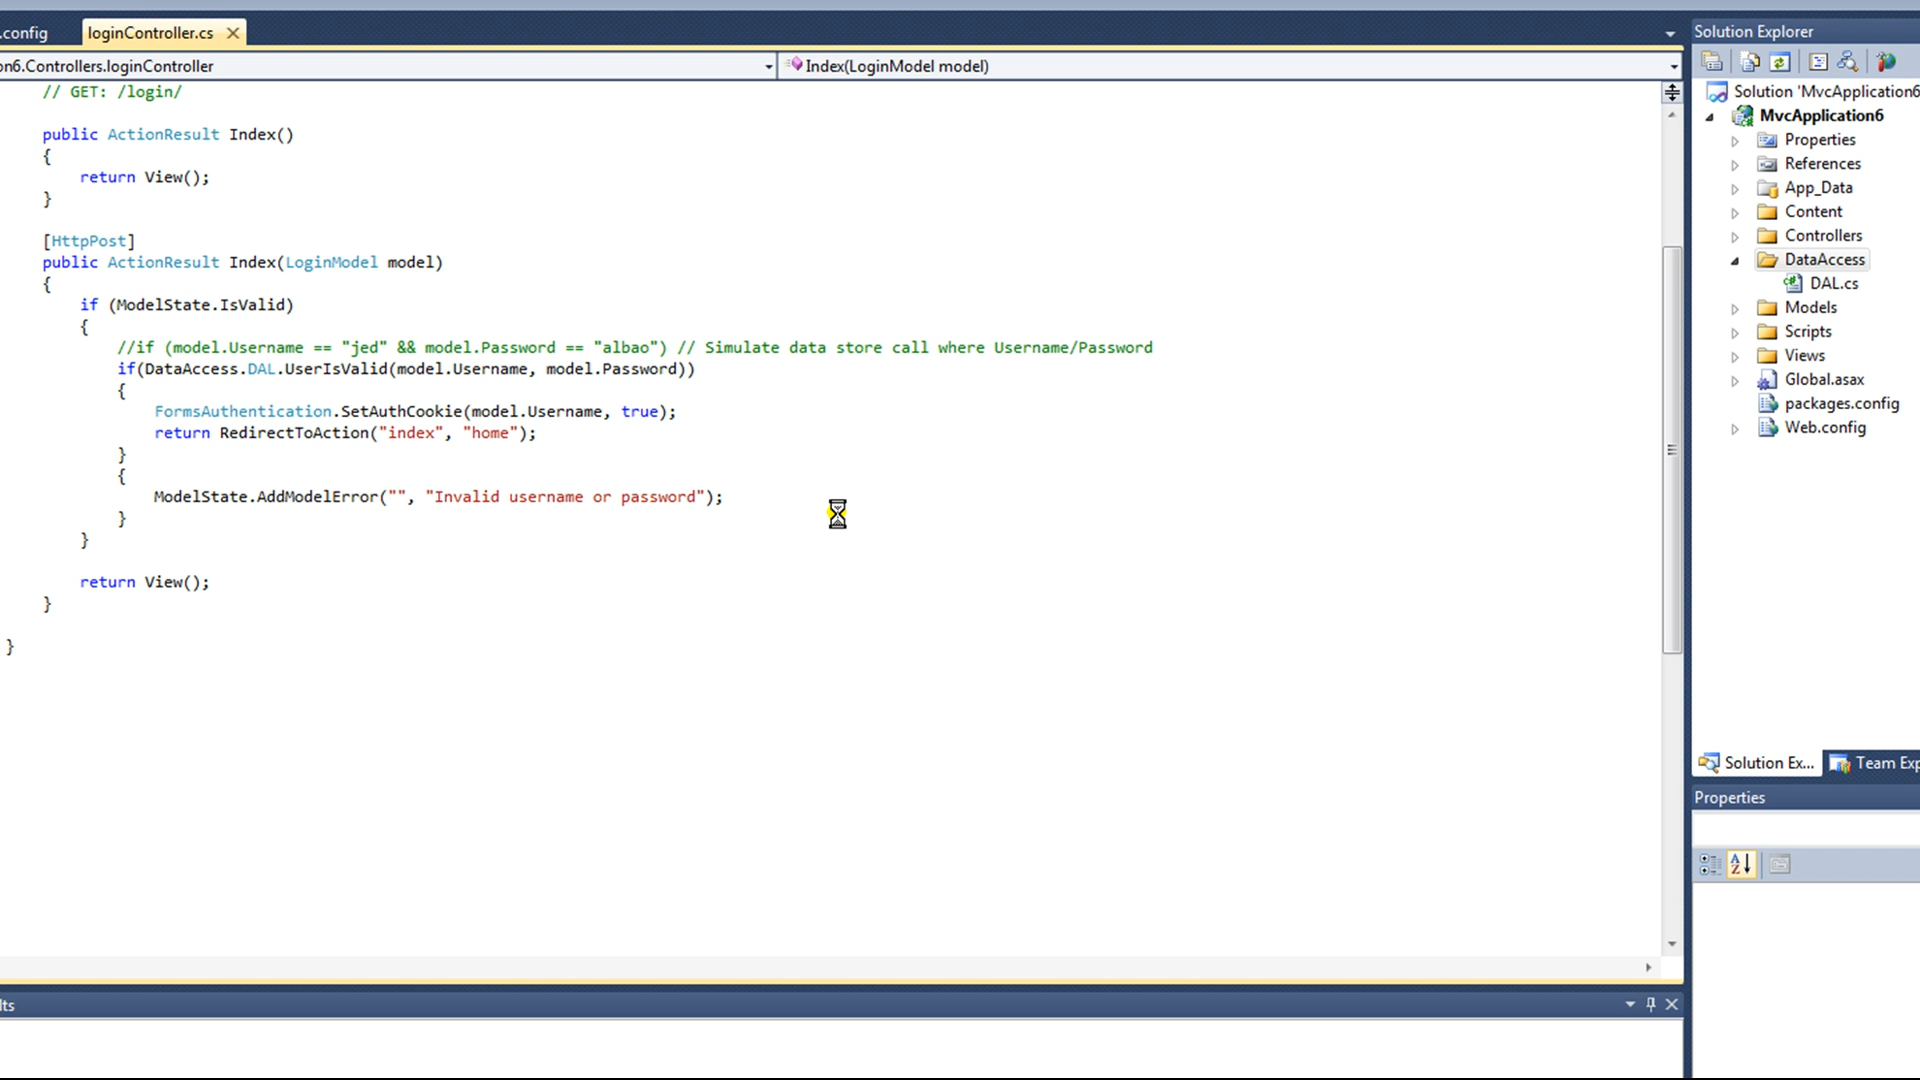 .config
loginController.cs
on6.Controllers.loginController
Index(LoginModel model)
// GET: /login/
public ActionResult Index()
{
return View();
}
[HttpPost]
public ActionResult Index(LoginModel model)
{
if (ModelState.IsValid)
{
//if (model.Username == "jed" && model.Password == "albao") // Simulate data store call where Username/Password
if(DataAccess.DAL.UserIsValid(model.Username, model.Password))
{
FormsAuthentication.SetAuthCookie(model.Username, true);
return RedirectToAction("index", "home");
}
{
ModelState.AddModelError("", "Invalid username or password");
}
}
return View();
}
}
lts
Solution Explorer
Solution 'MvcApplication6
MvcApplication6
Properties
References
App_Data
Content
Controllers
DataAccess
DAL.cs
Models
Scripts
Views
Global.asax
packages.config
Web.config
Solution Ex...
Team Exp
Properties